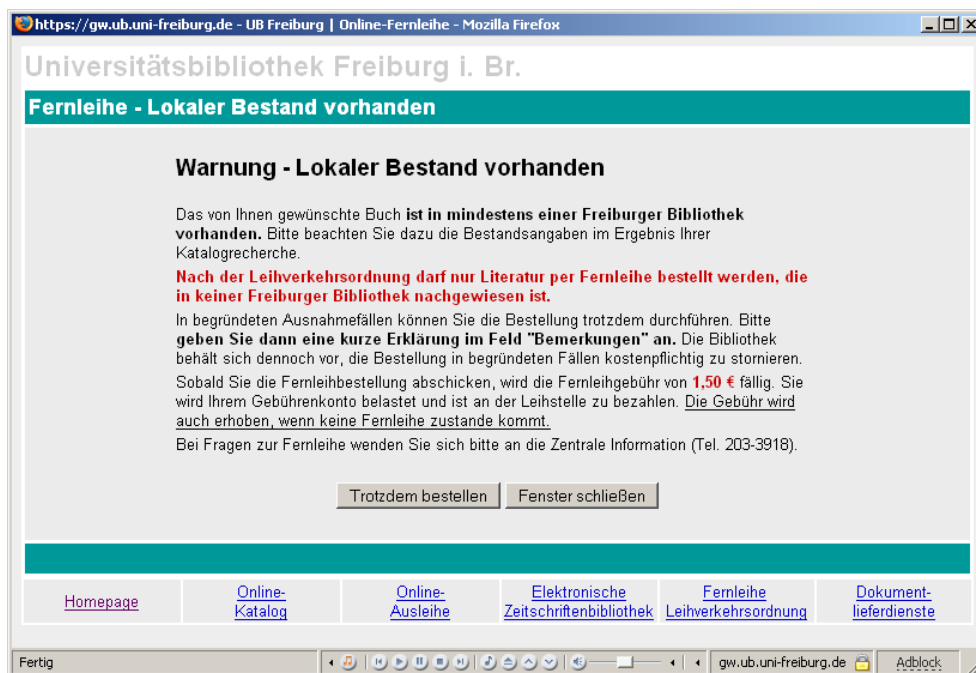 https://gw.ub.uni-freiburg.de - UB Freiburg | Online-Fernleihe - Mozilla Firefox
Universitätsbibliothek Freiburg i. Br.
Fernleihe - Lokaler Bestand vorhanden
Warnung - Lokaler Bestand vorhanden
Das von Ihnen gewünschte Buch ist in mindestens einer Freiburger Bibliothek
vorhanden. Bitte beachten Sie dazu die Bestandsangaben im Ergebnis Ihrer
Katalogrecherche.
Nach der Leihverkehrsordnung darf nur Literatur per Fernleihe bestellt werden, die
in keiner Freiburger Bibliothek nachgewiesen ist.
In begründeten Ausnahmefällen können Sie die Bestellung trotzdem durchführen. Bitte
geben Sie dann eine kurze Erklärung im Feld "Bemerkungen" an. Die Bibliothek
behält sich dennoch vor, die Bestellung in begründeten Fällen kostenpflichtig zu stornieren.
Sobald Sie die Fernleihbestellung abschicken, wird die Fernleihgebühr von 1,50 € fällig. Sie
wird Ihrem Gebührenkonto belastet und ist an der Leihstelle zu bezahlen. Die Gebühr wird
auch erhoben, wenn keine Fernleihe zustande kommt.
Bei Fragen zur Fernleihe wenden Sie sich bitte an die Zentrale Information (Tel. 203-3918).
Trotzdem bestellen Fenster schließen
Homepage
Online-
Katalog
Online-
Ausleihe
Elektronische
Zeitschriftenbibliothek
Fernleihe
Leihverkehrsordnung
Dokument-
lieferdienste
Fertig gw.ub.uni-freiburg.de Adblock